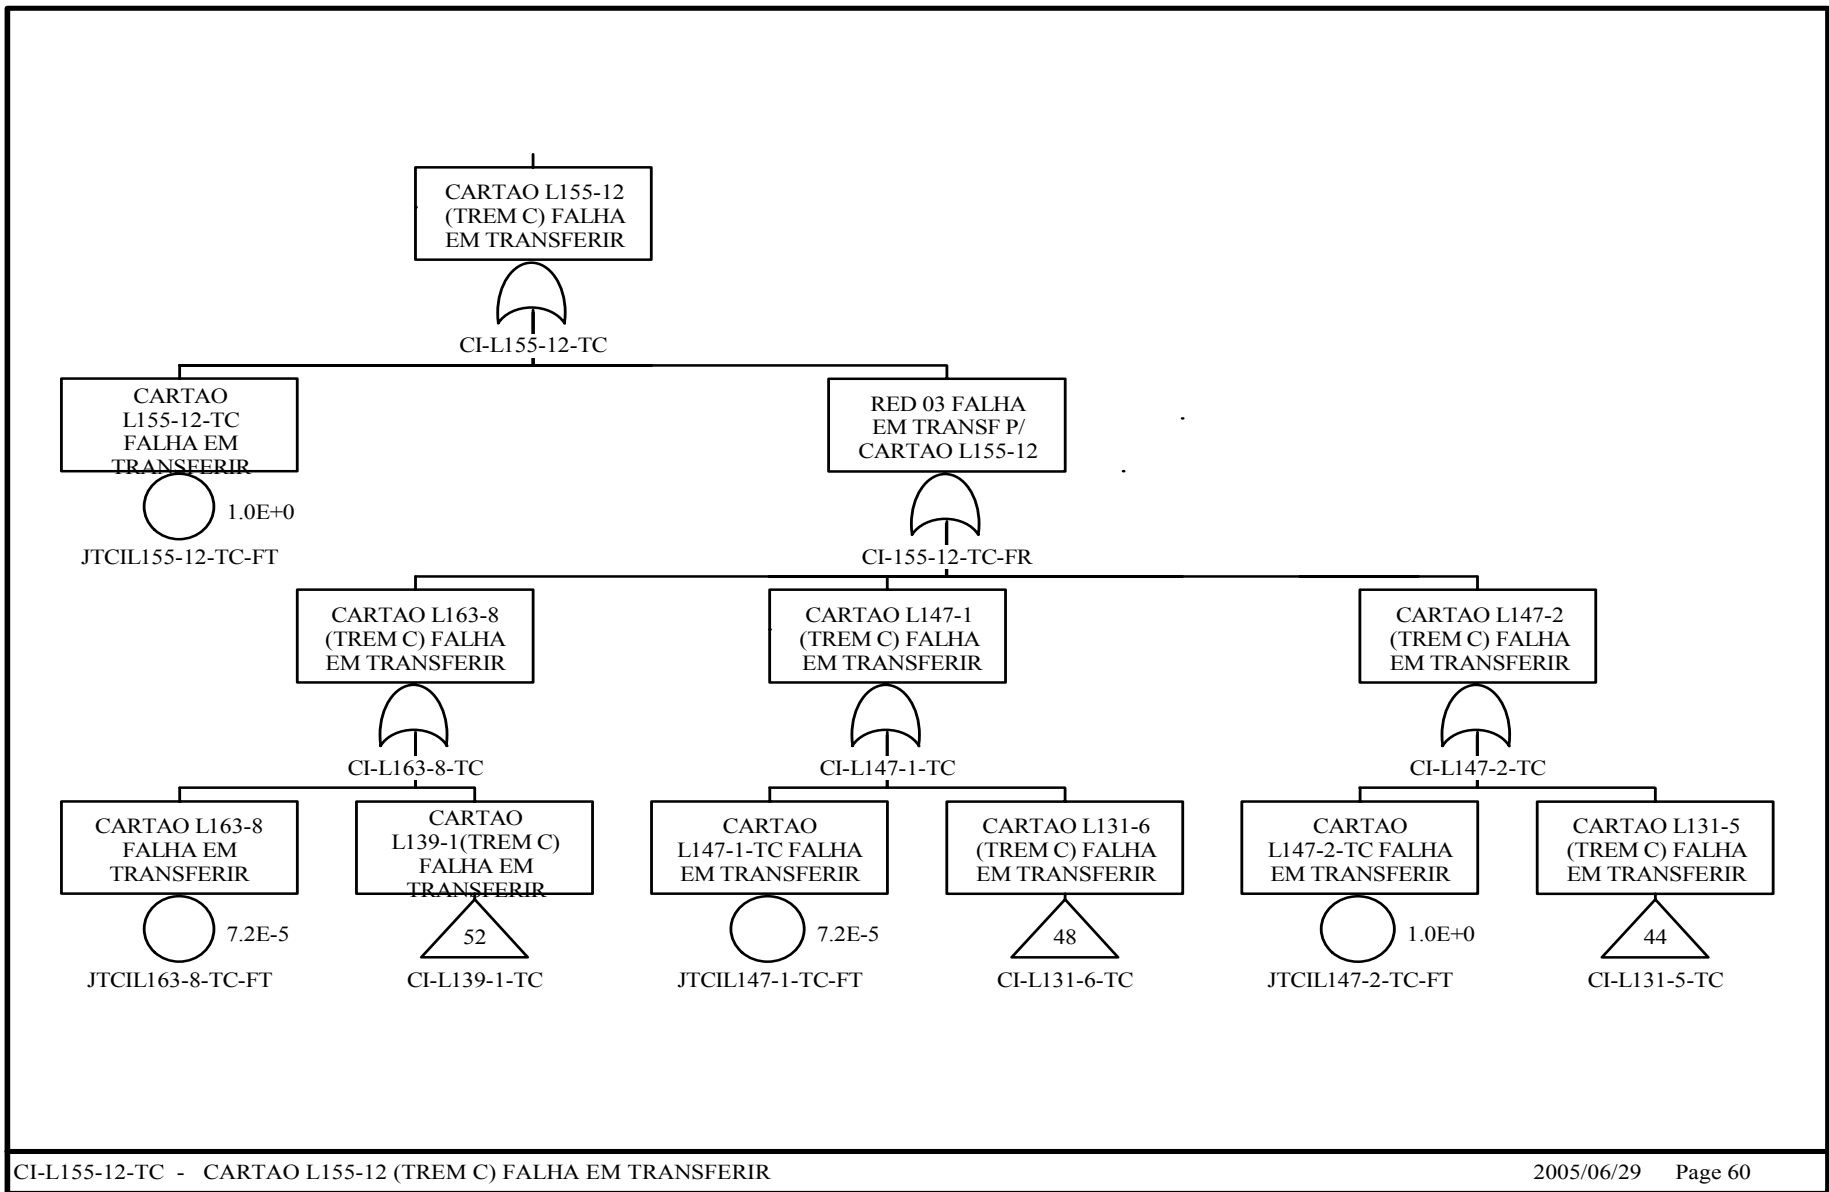 CARTAO L155-12
(TREM C) FALHA
EM TRANSFERIR
CI-L155-12-TC
CARTAO
L155-12-TC
FALHA EM
TRANSFERIR
1.0E+0
JTCIL155-12-TC-FT
RED 03 FALHA
EM TRANSF P/
CARTAO L155-12
CI-155-12-TC-FR
CARTAO L163-8
(TREM C) FALHA
EM TRANSFERIR
CI-L163-8-TC
CARTAO L147-1
(TREM C) FALHA
EM TRANSFERIR
CI-L147-1-TC
CARTAO L147-2
(TREM C) FALHA
EM TRANSFERIR
CI-L147-2-TC
CARTAO L163-8
FALHA EM
TRANSFERIR
7.2E-5
JTCIL163-8-TC-FT
CARTAO
L139-1(TREM C)
FALHA EM
TRANSFERIR
52
CI-L139-1-TC
CARTAO
L147-1-TC FALHA
EM TRANSFERIR
7.2E-5
JTCIL147-1-TC-FT
CARTAO L131-6
(TREM C) FALHA
EM TRANSFERIR
48
CI-L131-6-TC
CARTAO
L147-2-TC FALHA
EM TRANSFERIR
1.0E+0
JTCIL147-2-TC-FT
CARTAO L131-5
(TREM C) FALHA
EM TRANSFERIR
44
CI-L131-5-TC
CI-L155-12-TC - CARTAO L155-12 (TREM C) FALHA EM TRANSFERIR
2005/06/29 Page 60